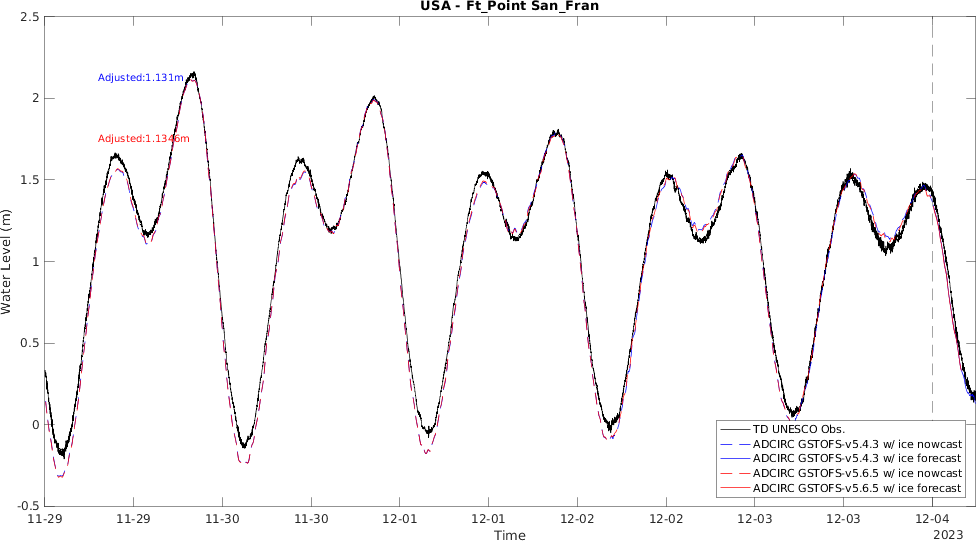 USA - Ft_Point San_Fran
2.5
2
1.5
1
0.5
0
-0.5
Water Level (m)
Adjusted:1.131m
Adjusted:1.1346m
TD UNESCO Obs.
ADCIRC GSTOFS-v5.4.3 w/ ice nowcast
ADCIRC GSTOFS-v5.4.3 w/ ice forecast
ADCIRC GSTOFS-v5.6.5 w/ ice nowcast
ADCIRC GSTOFS-v5.6.5 w/ ice forecast
11-29 11-29 11-30 11-30 12-01 12-01 12-02 12-02 12-03 12-03 12-04
Time
2023